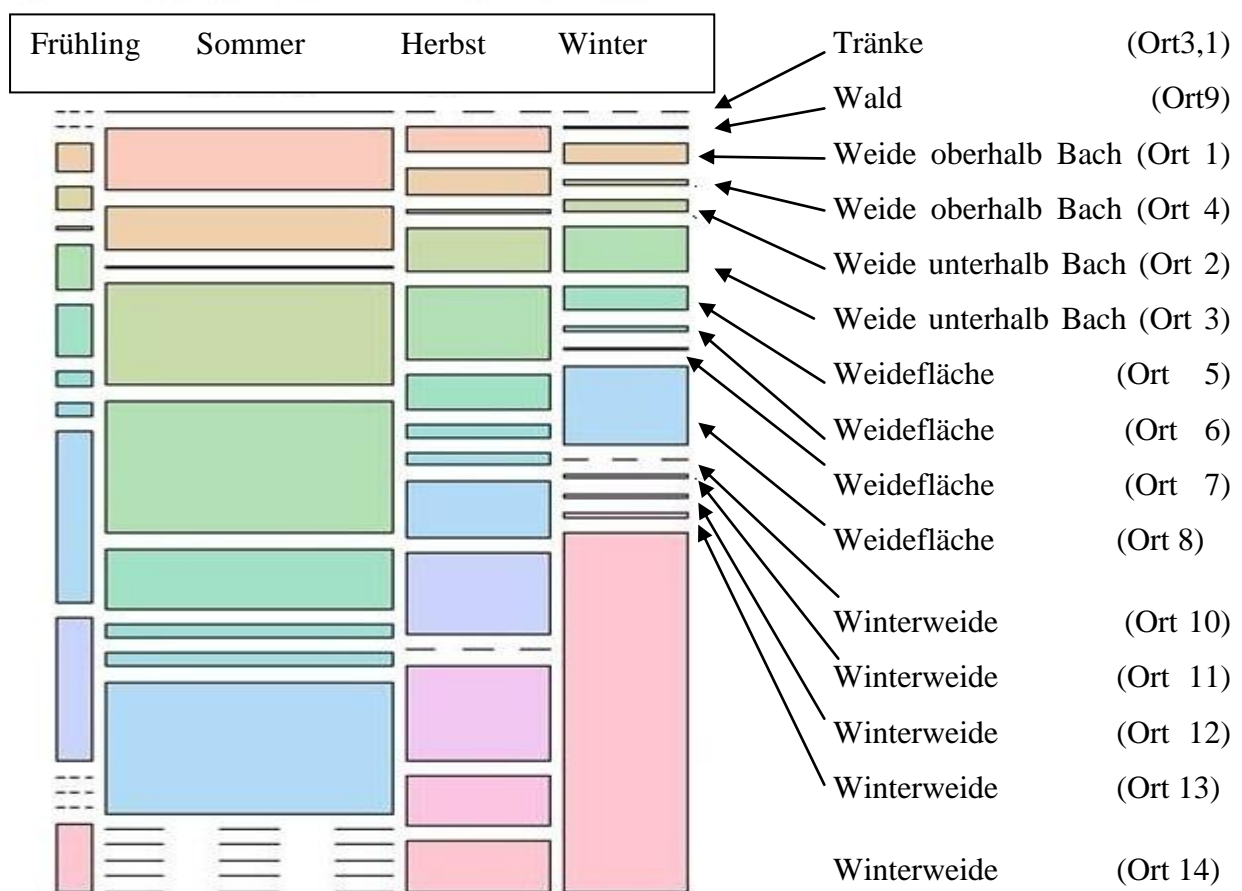 Frühling Sommer Herbst Winter
Tränke (Ort3,1)
Wald (Ort9)
Weide oberhalb Bach (Ort 1)
Weide oberhalb Bach (Ort 4)
Weide unterhalb Bach (Ort 2)
Weide unterhalb Bach (Ort 3)
Weidefläche (Ort 5)
Weidefläche (Ort 6)
Weidefläche (Ort 7)
Weidefläche (Ort 8)
Winterweide (Ort 10)
Winterweide (Ort 11)
Winterweide (Ort 12)
Winterweide (Ort 13)
Winterweide (Ort 14)